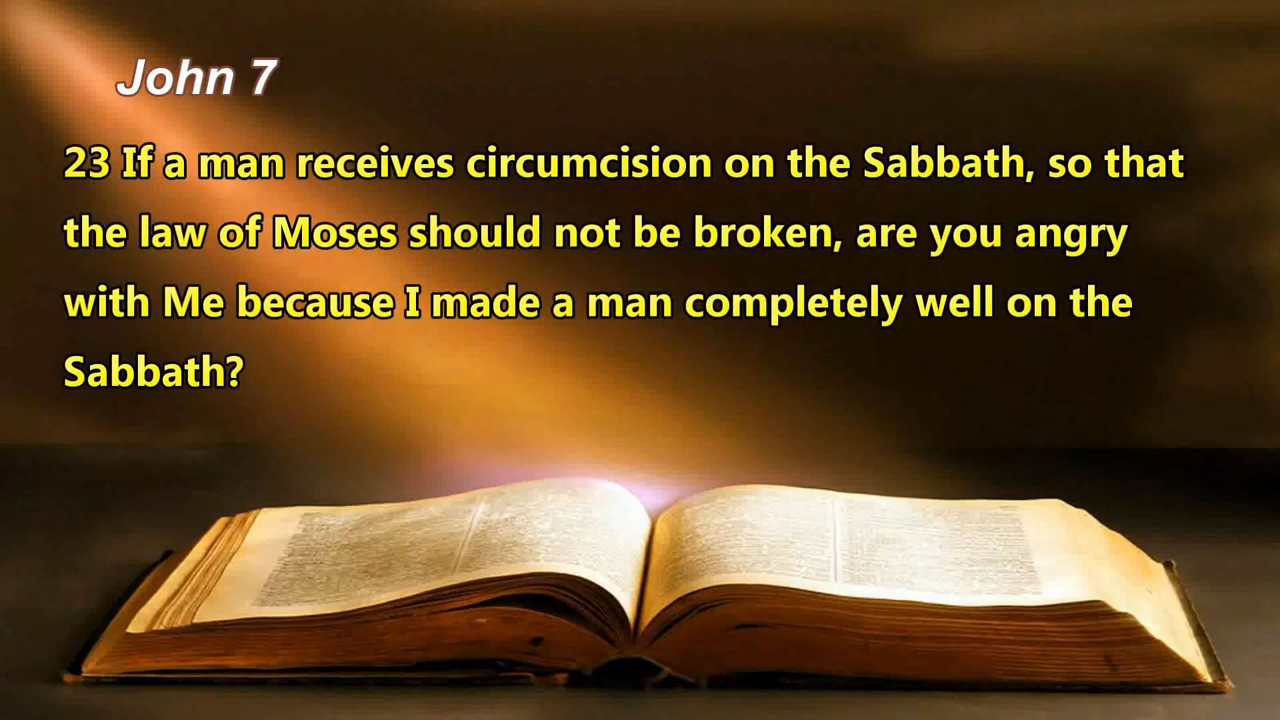 John 7
23 If a man receives circumcision on the Sabbath, so that
the law of Moses should not be broken, are you angry
with Me because I made a man completely well on the
Sabbath?